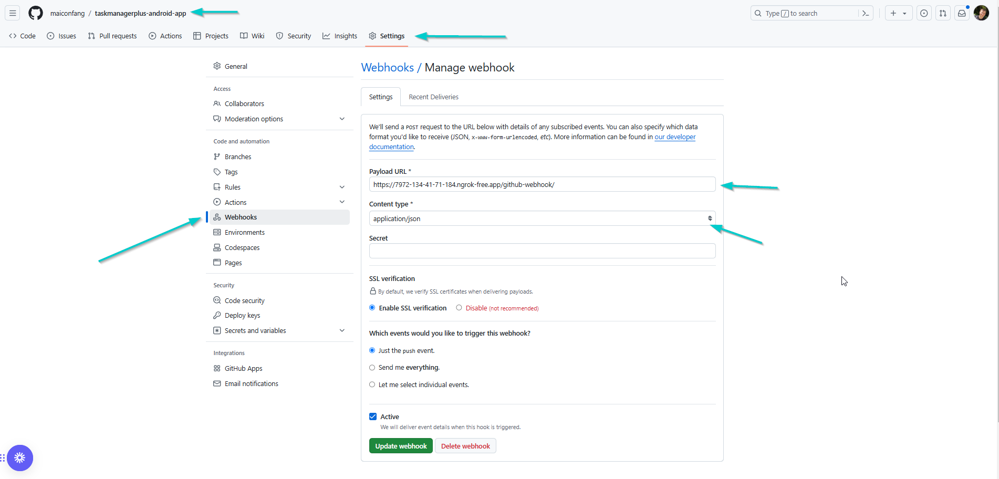 maiconfang / taskmanagerplus-android-app
Type / to search
Code
Issues
Pull requests
Actions
Projects
Wiki
Security
Insights
Settings
General
Access
Collaborators
Moderation options
Code and automation
Branches
Tags
Rules
Actions
Webhooks
Environments
Codespaces
Pages
Security
Code security
Deploy keys
Secrets and variables
Integrations
GitHub Apps
Email notifications
Webhooks / Manage webhook
Settings
Recent Deliveries
We'll send a POST request to the URL below with details of any subscribed events. You can also specify which data
format you'd like to receive (JSON, x-www-form-urlencoded, etc). More information can be found in our developer
documentation.
Payload URL *
https://7972-134-41-71-184.ngrok-free.app/github-webhook/
Content type *
application/json
Secret
SSL verification
By default, we verify SSL certificates when delivering payloads.
Enable SSL verification
Disable (not recommended)
Which events would you like to trigger this webhook?
Just the push event.
Send me everything.
Let me select individual events.
Active
We will deliver event details when this hook is triggered.
Update webhook
Delete webhook